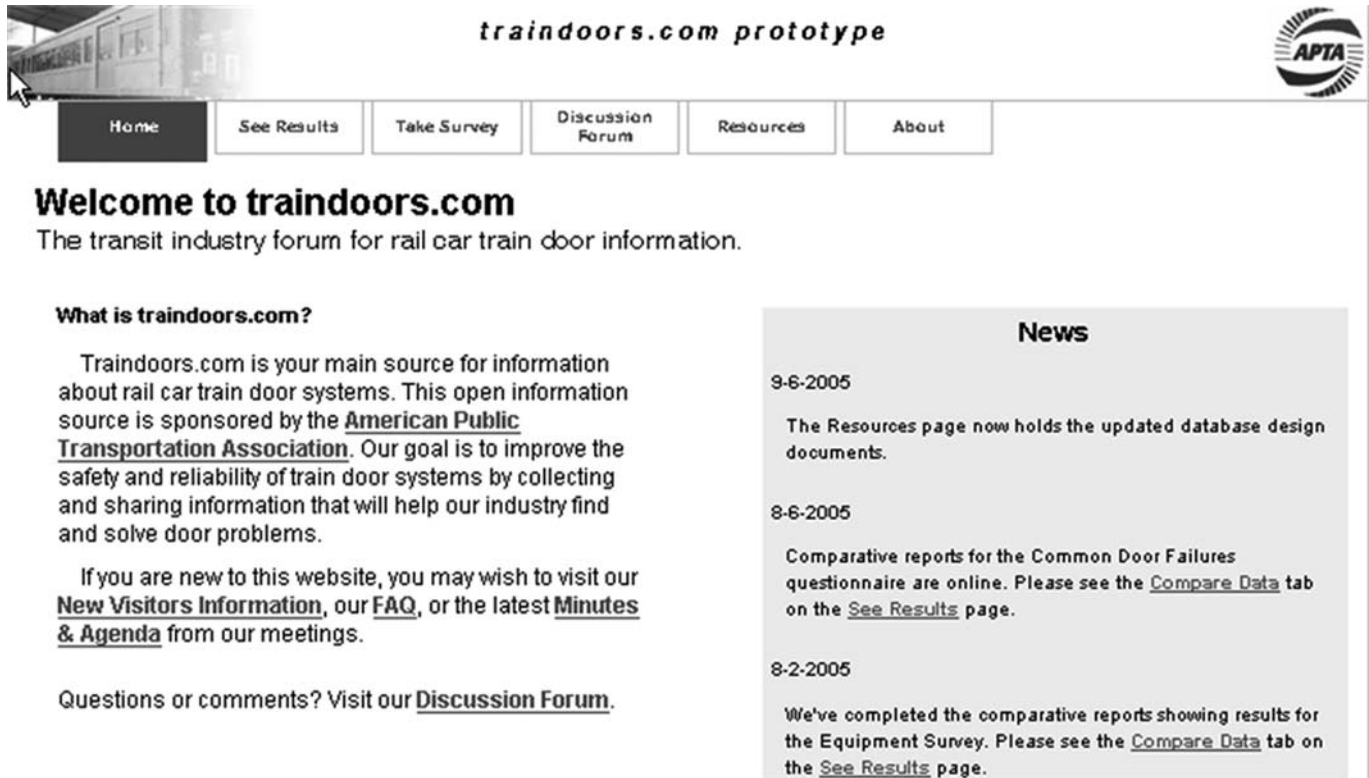 traindoors.com prototype
APTA
Home
See Results
Take Survey
Discussion
Forum
Resources
About
Welcome to traindoors.com
The transit industry forum for rail car train door information.
What is traindoors.com?
Traindoors.com is your main source for information
about rail car train door systems. This open information
source is sponsored by the American Public
Transportation Association. Our goal is to improve the
safety and reliability of train door systems by collecting
and sharing information that will help our industry find
and solve door problems.
If you are new to this website, you may wish to visit our
New Visitors Information, our FAQ, or the latest Minutes
& Agenda from our meetings.
Questions or comments? Visit our Discussion Forum.
News
9-6-2005
The Resources page now holds the updated database design
documents.
8-6-2005
Comparative reports for the Common Door Failures
questionnaire are online. Please see the Compare Data tab
on the See Results page.
8-2-2005
We've completed the comparative reports showing results for
the Equipment Survey. Please see the Compare Data tab on
the See Results page.